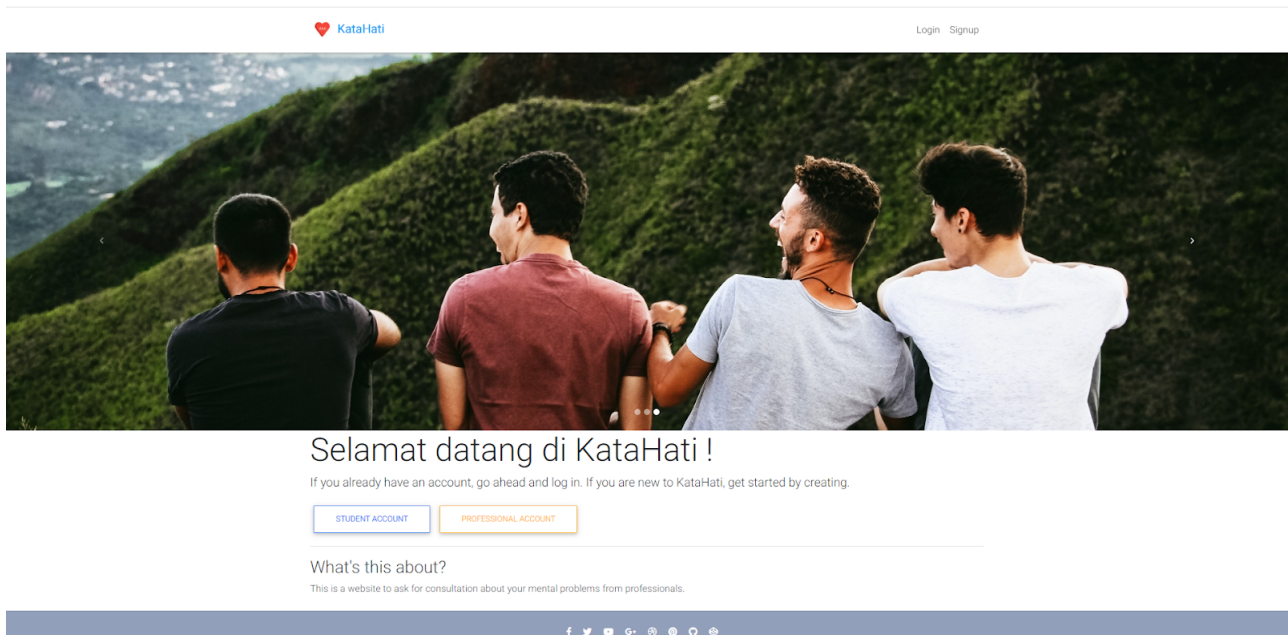 KataHati
Login Signup
Selamat datang di KataHati !
If you already have an account, go ahead and log in. If you are new to KataHati, get started by creating.
STUDENT ACCOUNT PROFESSIONAL ACCOUNT
What's this about?
This is a website to ask for consultation about your mental problems from professionals.